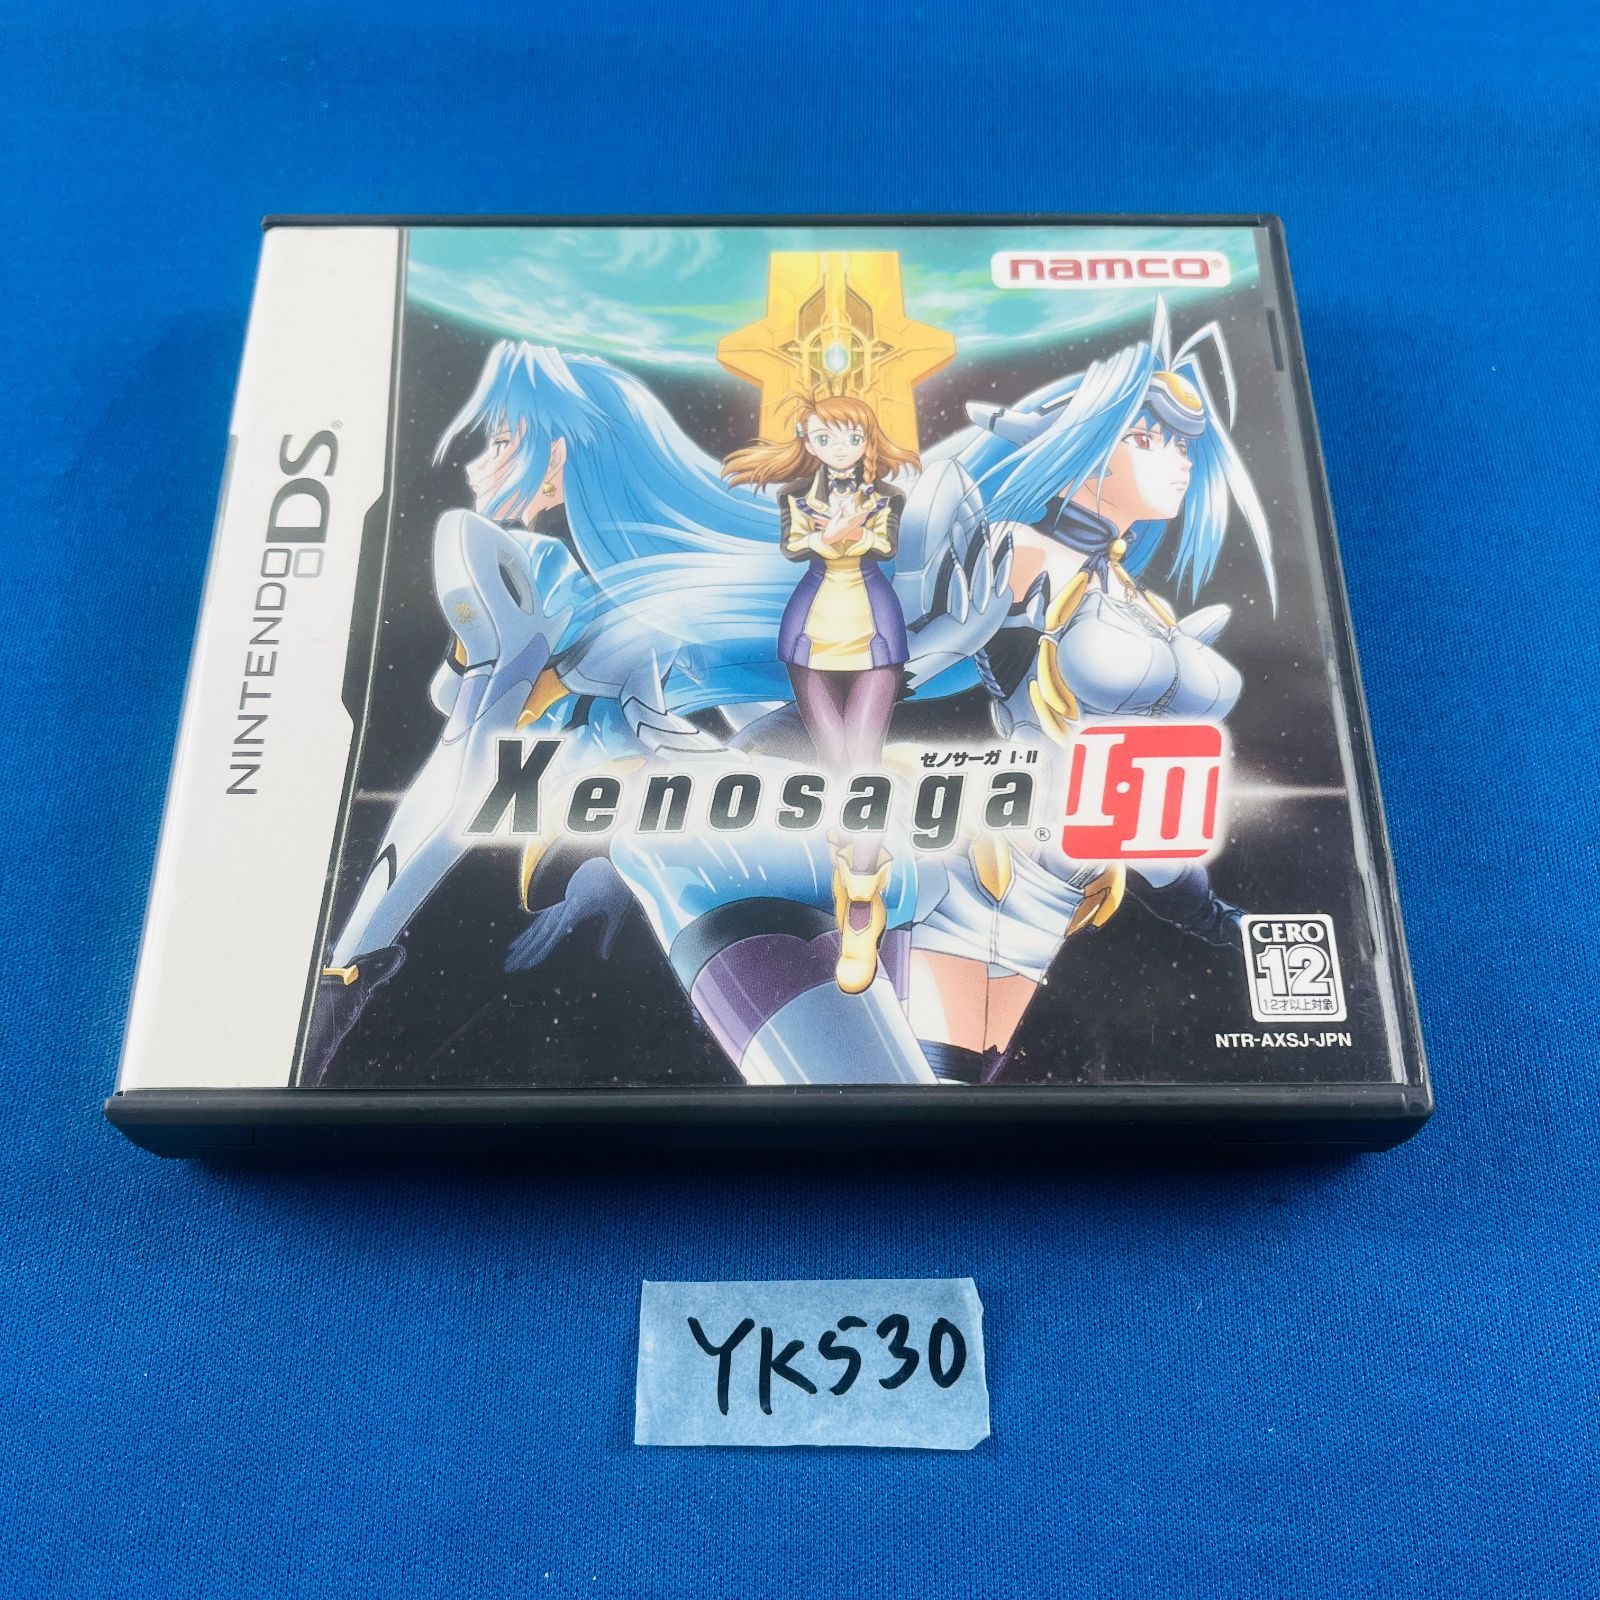 NINTENDO DS®
namco®
ゼノサーガ I・II
Xenosaga® I・II
CERO
12
12才以上対象
NTR-AXSJ-JPN
YK530